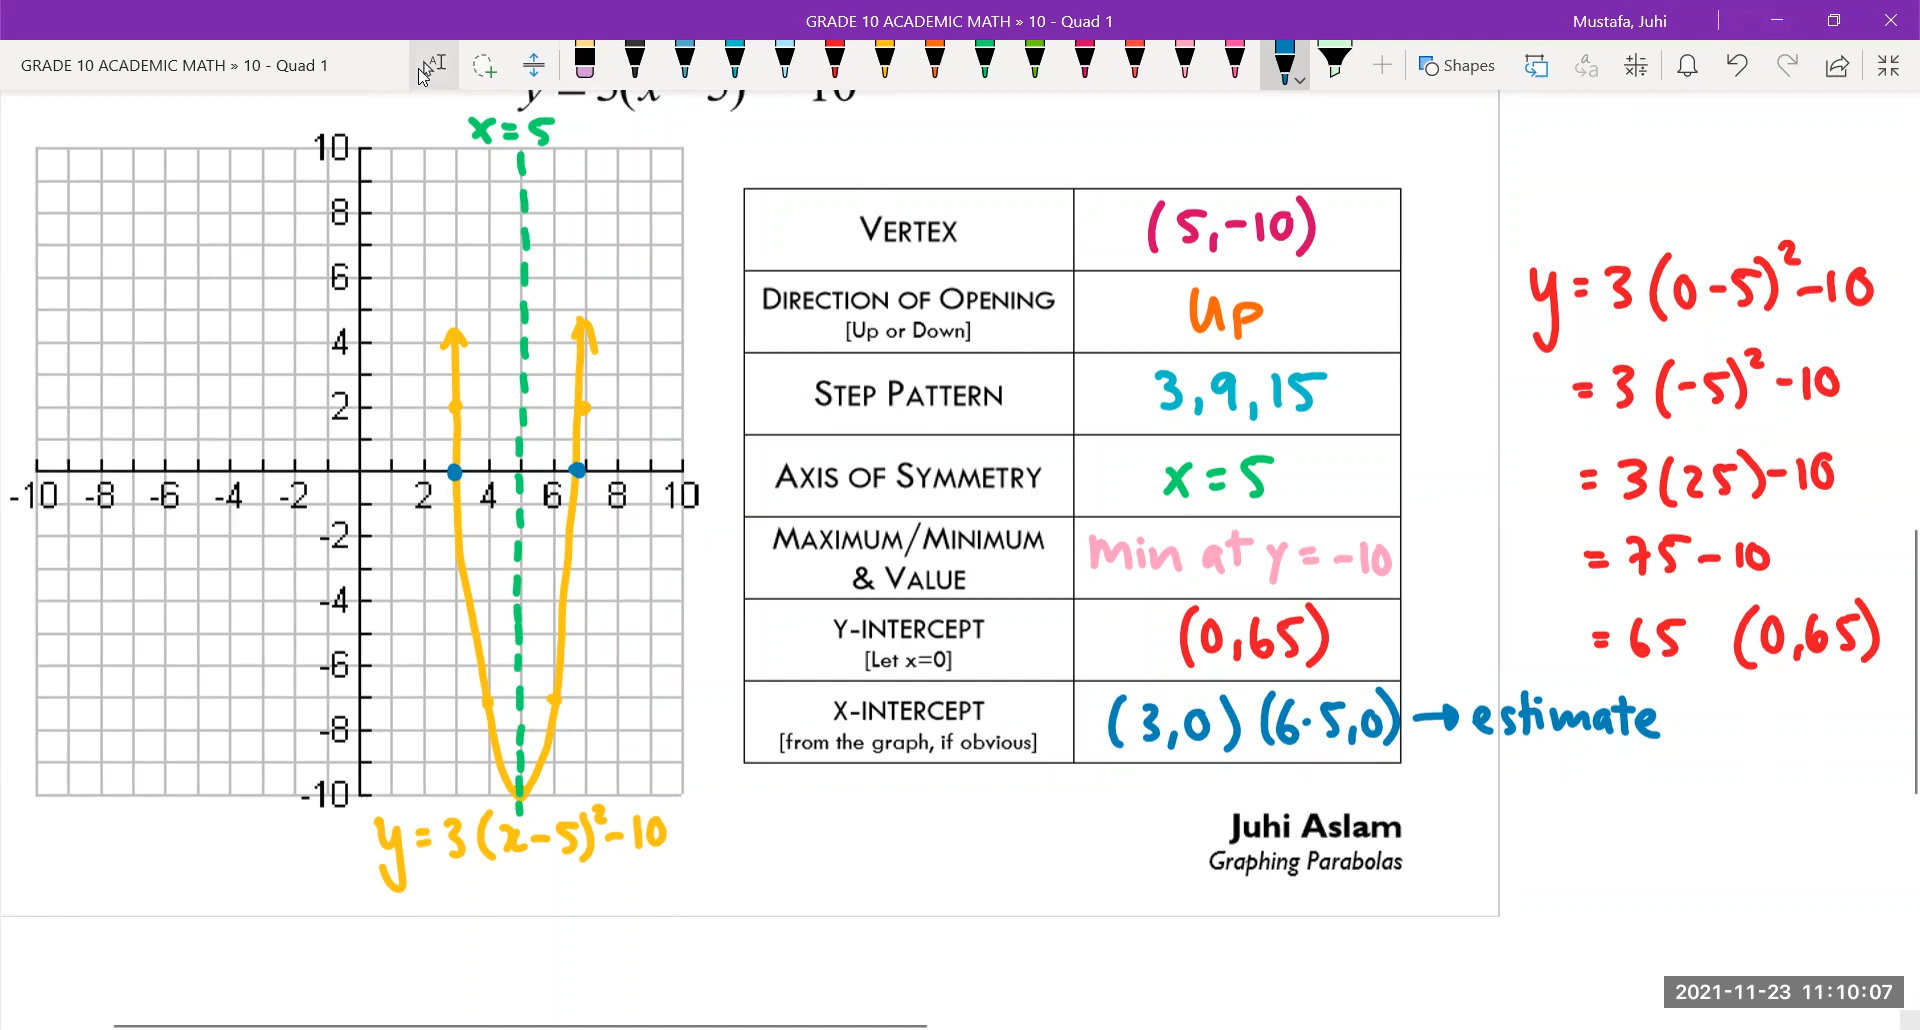 GRADE 10 ACADEMIC MATH » 10 - Quad 1
Mustafa, Juhi
GRADE 10 ACADEMIC MATH » 10 - Quad 1
Shapes
x = 5
10
8
6
4
2
-10 -8 -6 -4 -2 2 4 6 8 10
-2
-4
-6
-8
-10
y = 3(x - 5)² - 10
VERTEX (5, -10)
DIRECTION OF OPENING
[Up or Down]
Up
STEP PATTERN 3, 9, 15
AXIS OF SYMMETRY x = 5
MAXIMUM/MINIMUM
& VALUE
min at y = -10
Y-INTERCEPT
[Let x=0]
(0, 65)
X-INTERCEPT
[from the graph, if obvious]
(3, 0) (6.5, 0) → estimate
y = 3(0 - 5)² - 10
= 3(-5)² - 10
= 3(25) - 10
= 75 - 10
= 65 (0, 65)
Juhi Aslam
Graphing Parabolas
2021-11-23 11:10:07